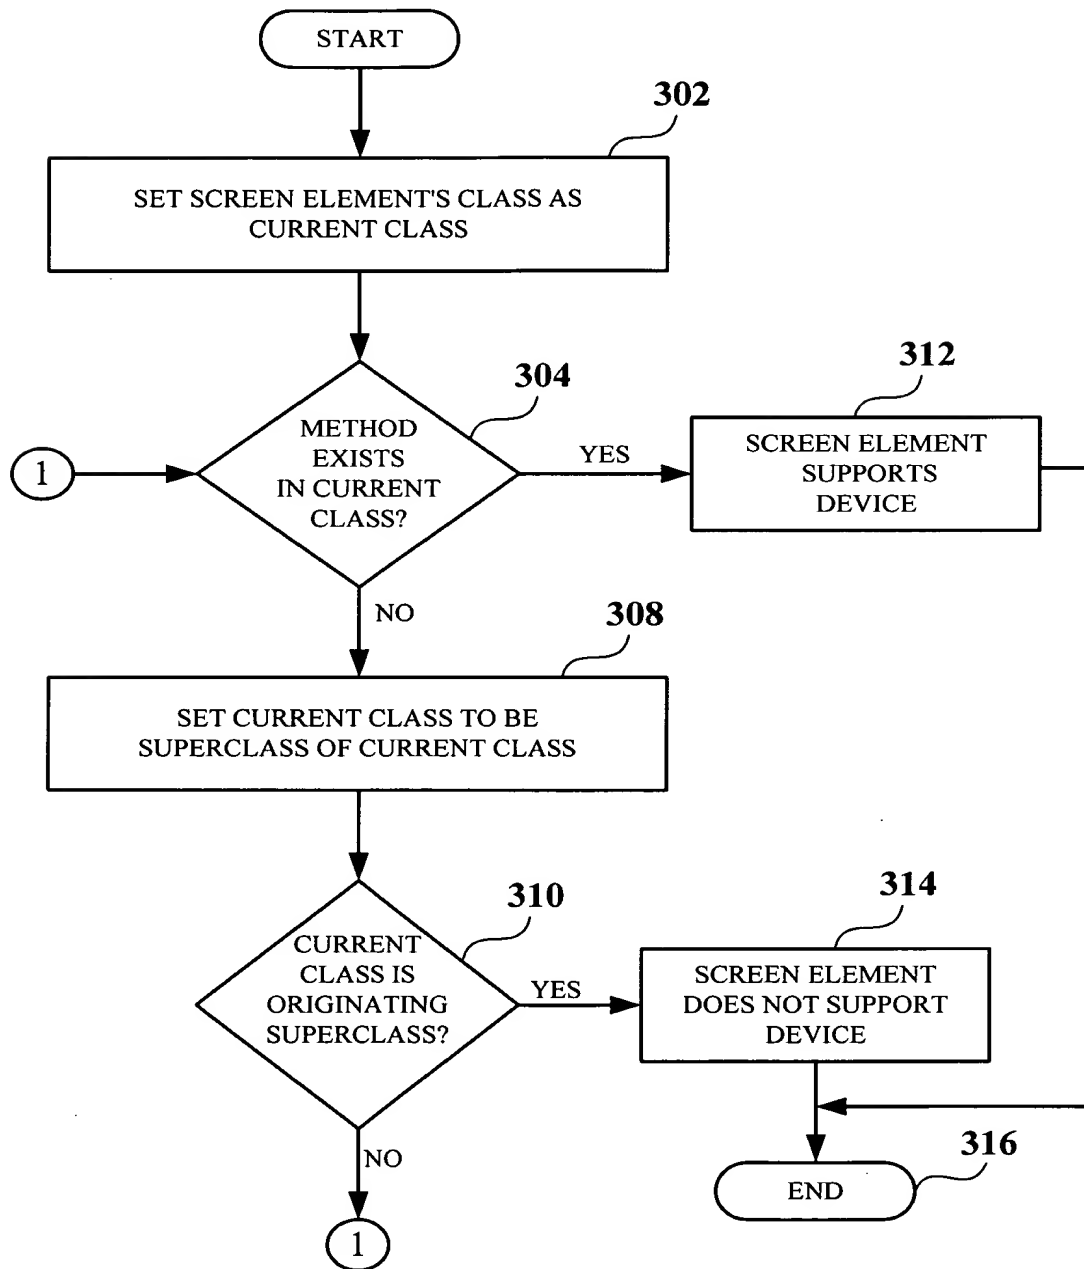 START
302
SET SCREEN ELEMENT'S CLASS AS
CURRENT CLASS
304
METHOD
EXISTS
IN CURRENT
CLASS?
1
YES
312
SCREEN ELEMENT
SUPPORTS
DEVICE
NO
308
SET CURRENT CLASS TO BE
SUPERCLASS OF CURRENT CLASS
310
CURRENT
CLASS IS
ORIGINATING
SUPERCLASS?
YES
314
SCREEN ELEMENT
DOES NOT SUPPORT
DEVICE
NO
1
316
END